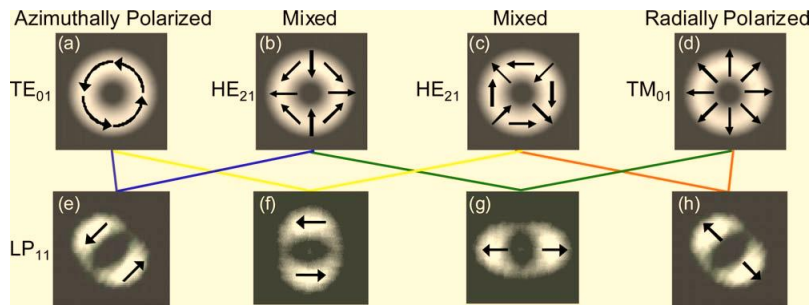 Azimuthally Polarized Mixed Mixed Radially Polarized
(a) (b) (c) (d)
TE01 HE21 HE21 TM01
(e) (f) (g) (h)
LP11